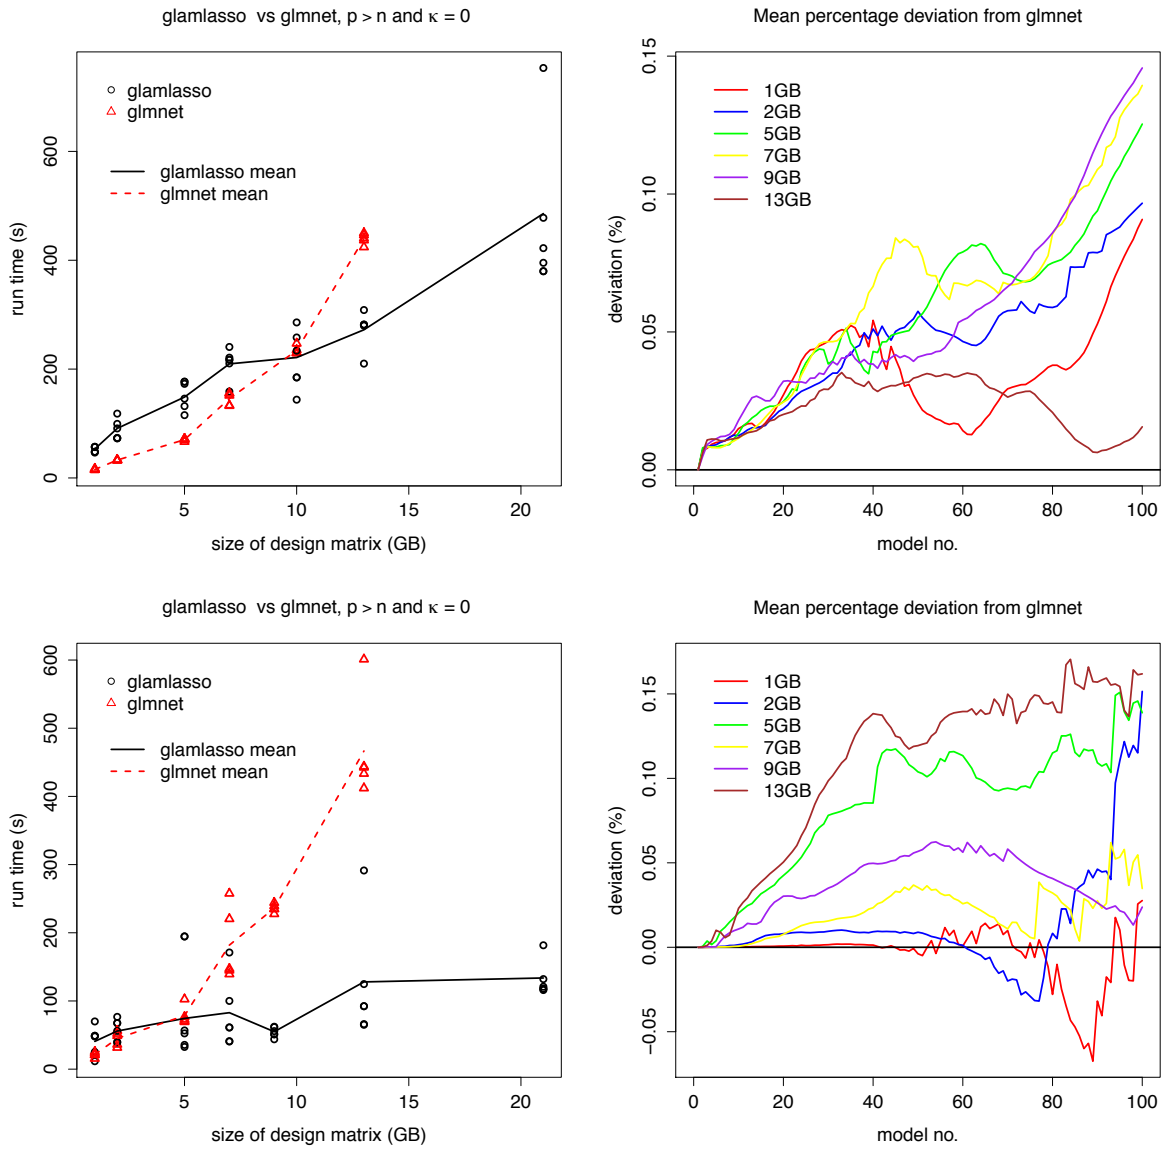 glamlasso vs glmnet, p > n and κ = 0
run time (s)
0
200
400
600
glamlasso
glmnet
glamlasso mean
glmnet mean
5
10
15
20
size of design matrix (GB)
Mean percentage deviation from glmnet
deviation (%)
0.00
0.05
0.10
0.15
1GB
2GB
5GB
7GB
9GB
13GB
0
20
40
60
80
100
model no.
glamlasso vs glmnet, p > n and κ = 0
run time (s)
0
100
200
300
400
500
600
glamlasso
glmnet
glamlasso mean
glmnet mean
5
10
15
20
size of design matrix (GB)
Mean percentage deviation from glmnet
deviation (%)
−0.05
0.00
0.05
0.10
0.15
1GB
2GB
5GB
7GB
9GB
13GB
0
20
40
60
80
100
model no.